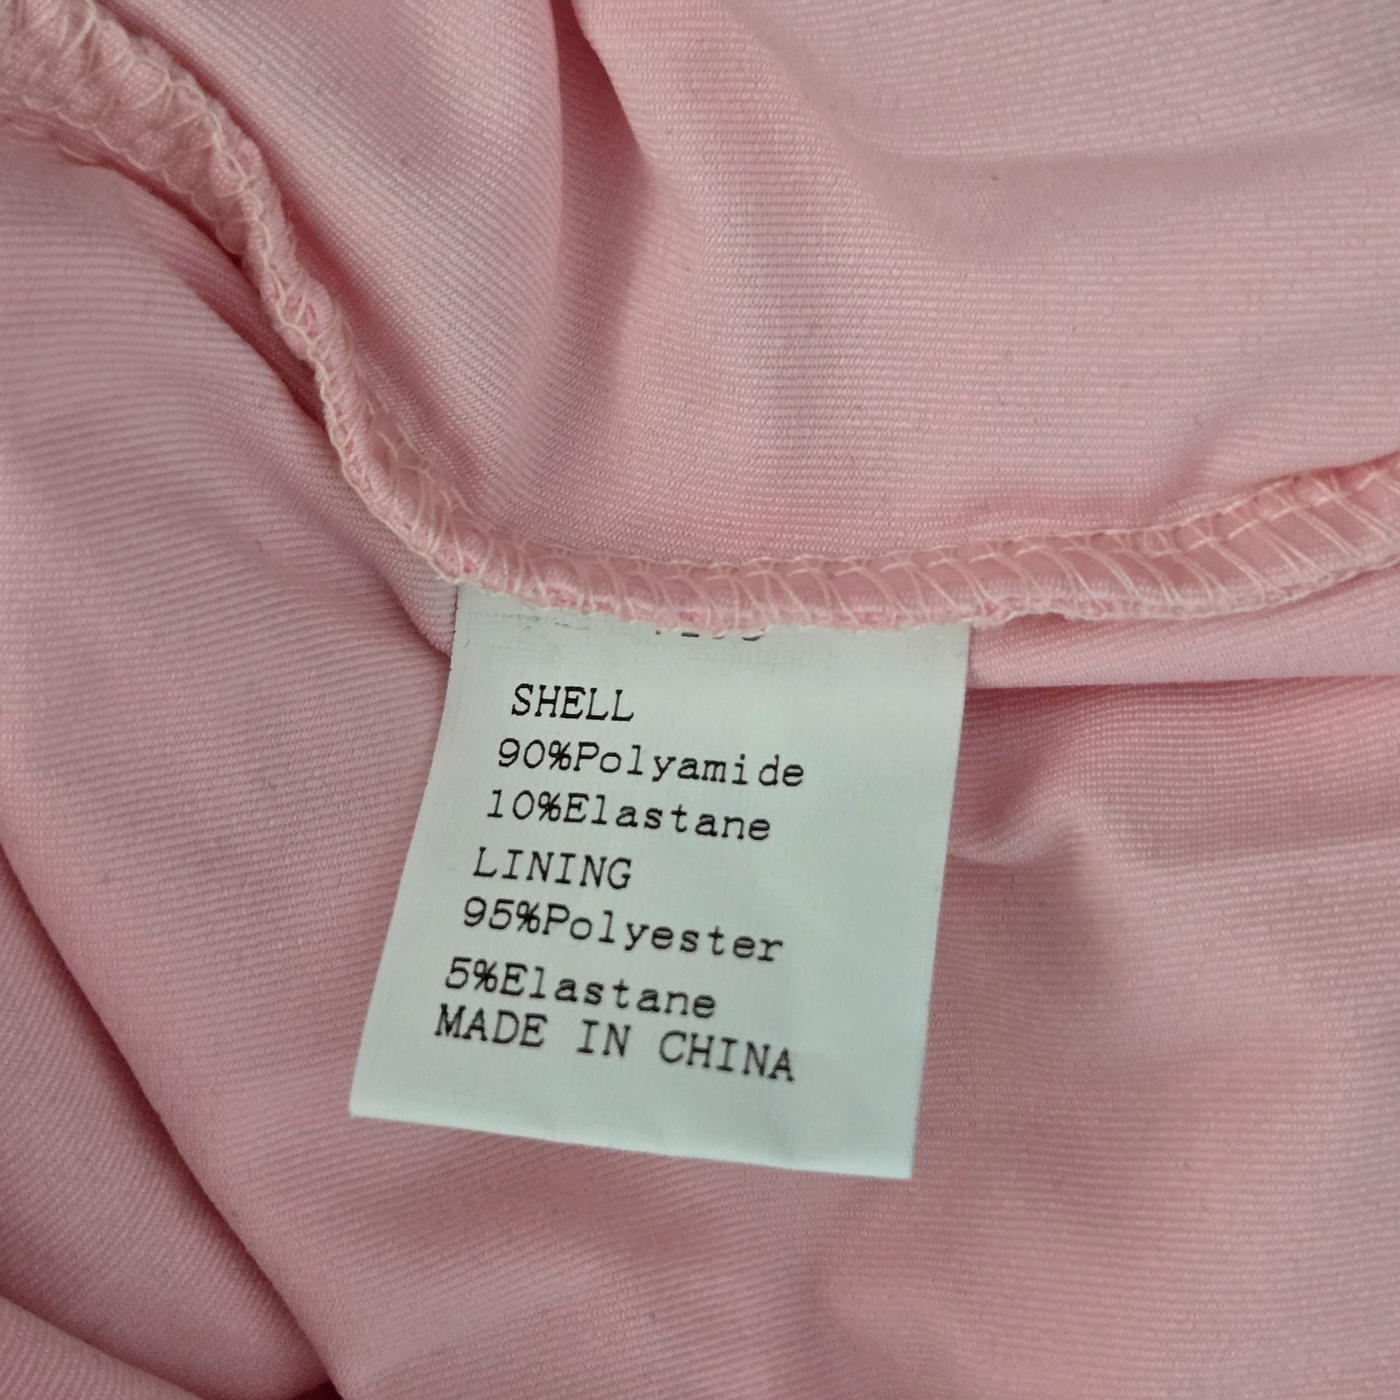 SHELL
90%Polyamide
10%Elastane
LINING
95%Polyester
5%Elastane
MADE IN CHINA